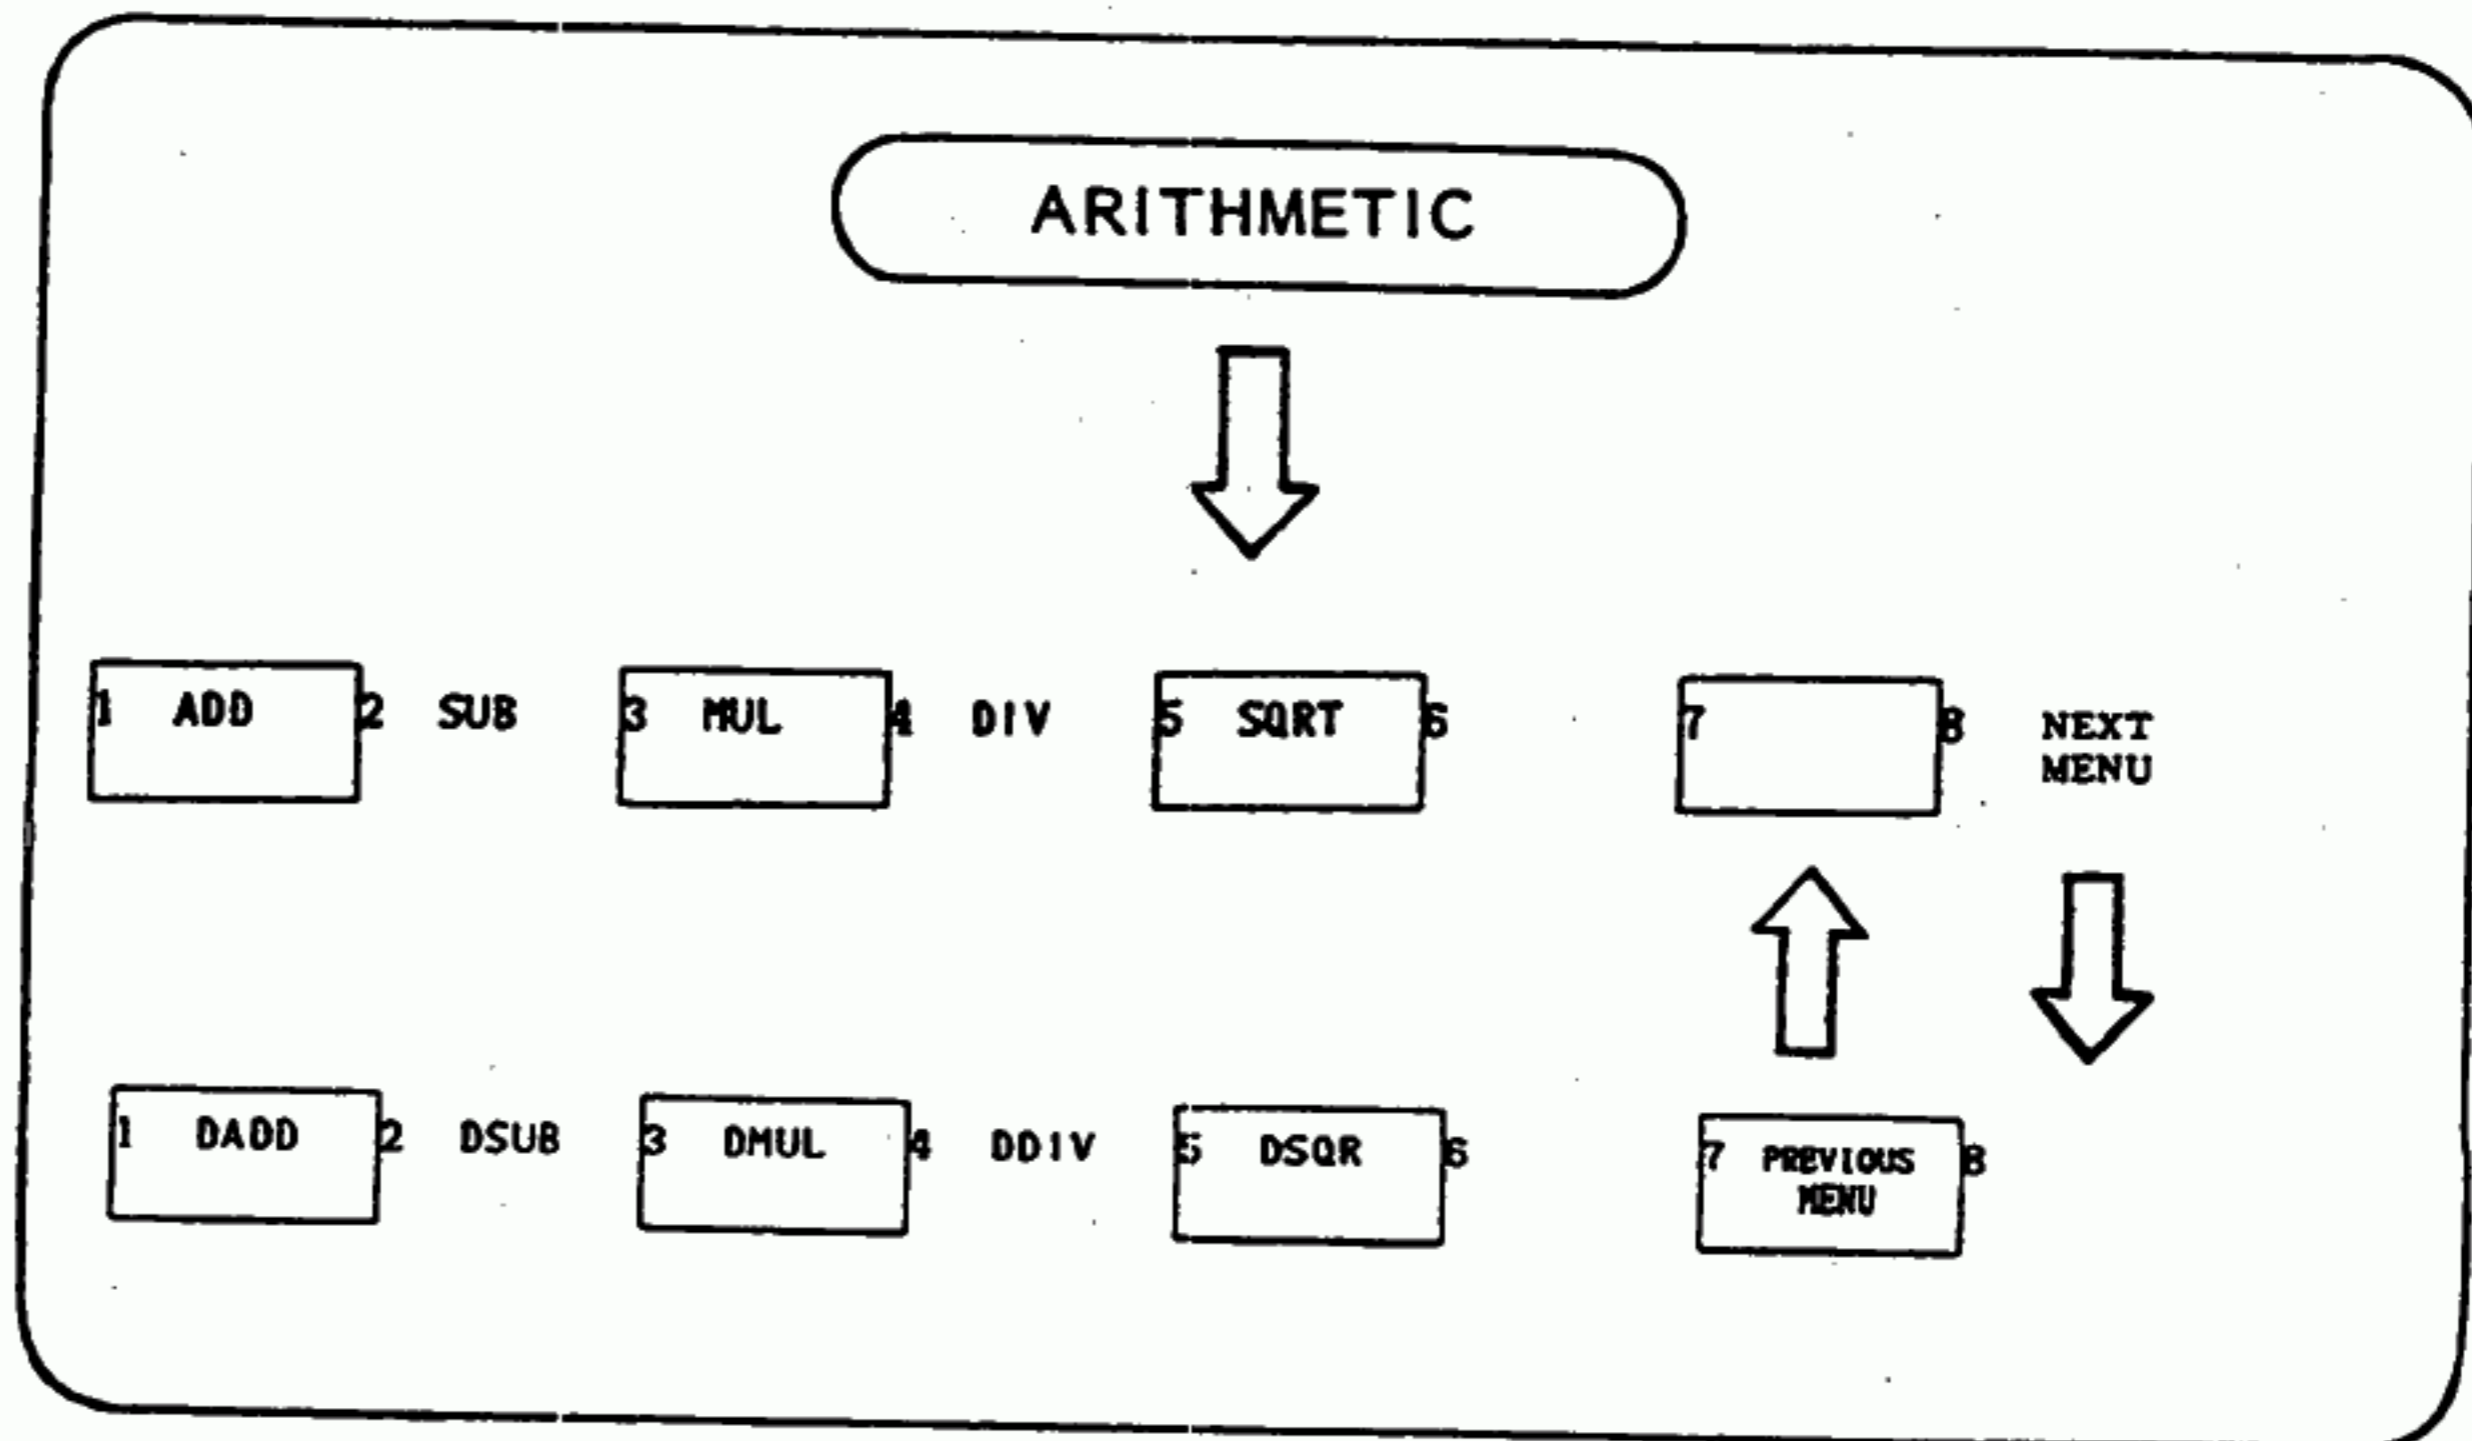 ARITHMETIC
1 ADD 2 SUB 3 MUL 4 DIV 5 SQRT 6 7 8 NEXT
MENU
1 DADD 2 DSUB 3 DMUL 4 DDIV 5 DSQR 6 7 PREVIOUS 8
MENU